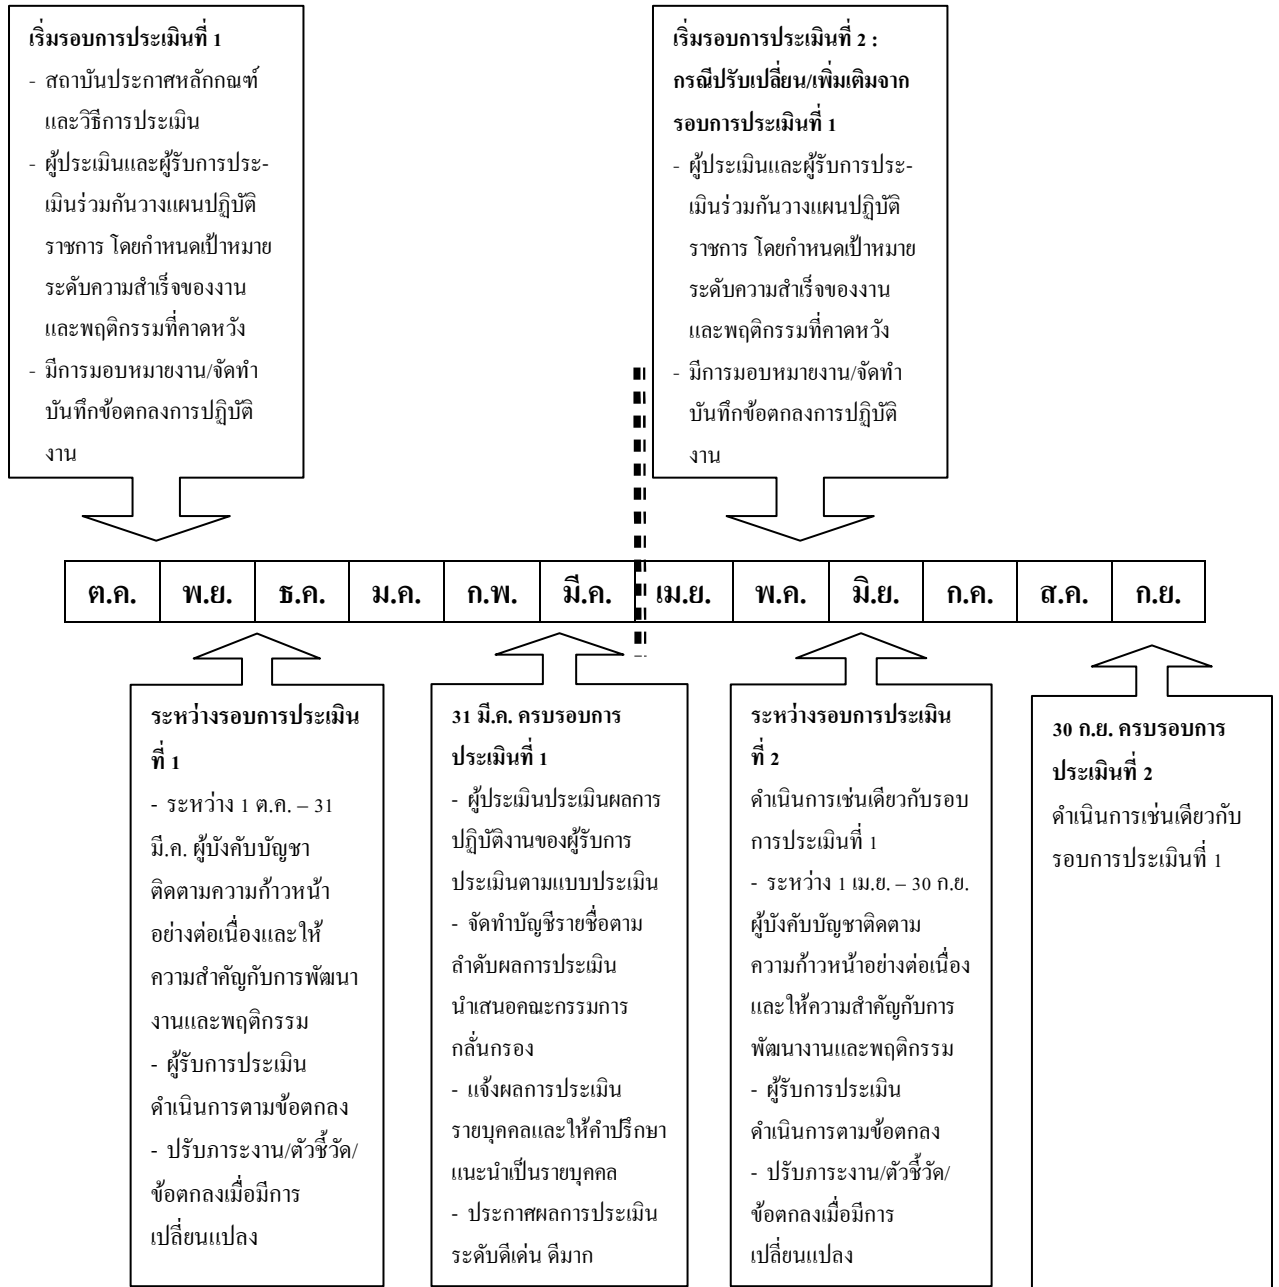 เริ่มรอบการประเมินที่ 1
- สถาบันประกาศหลักกณฑ์
และวิธีการประเมิน
- ผู้ประเมินและผู้รับการประ-
เมินร่วมกันวางแผนปฏิบัติ
ราชการ โดยกำหนดเป้าหมาย
ระดับความสำเร็จของงาน
และพฤติกรรมที่คาดหวัง
- มีการมอบหมายงาน/จัดทำ
บันทึกข้อตกลงการปฏิบัติ
งาน
เริ่มรอบการประเมินที่ 2 :
กรณีปรับเปลี่ยน/เพิ่มเติมจาก
รอบการประเมินที่ 1
- ผู้ประเมินและผู้รับการประ-
เมินร่วมกันวางแผนปฏิบัติ
ราชการ โดยกำหนดเป้าหมาย
ระดับความสำเร็จของงาน
และพฤติกรรมที่คาดหวัง
- มีการมอบหมายงาน/จัดทำ
บันทึกข้อตกลงการปฏิบัติ
งาน
ต.ค. พ.ย. ธ.ค. ม.ค. ก.พ. มี.ค. เม.ย. พ.ค. มิ.ย. ก.ค. ส.ค. ก.ย.
ระหว่างรอบการประเมิน
ที่ 1
- ระหว่าง 1 ต.ค. – 31
มี.ค. ผู้บังคับบัญชา
ติดตามความก้าวหน้า
อย่างต่อเนื่องและให้
ความสำคัญกับการพัฒนา
งานและพฤติกรรม
- ผู้รับการประเมิน
ดำเนินการตามข้อตกลง
- ปรับภาระงาน/ตัวชี้วัด/
ข้อตกลงเมื่อมีการ
เปลี่ยนแปลง
31 มี.ค. ครบรอบการ
ประเมินที่ 1
- ผู้ประเมินประเมินผลการ
ปฏิบัติงานของผู้รับการ
ประเมินตามแบบประเมิน
- จัดทำบัญชีรายชื่อตาม
ลำดับผลการประเมิน
นำเสนอคณะกรรมการ
กลั่นกรอง
- แจ้งผลการประเมิน
รายบุคคลและให้คำปรึกษา
แนะนำเป็นรายบุคคล
- ประกาศผลการประเมิน
ระดับดีเด่น ดีมาก
ระหว่างรอบการประเมิน
ที่ 2
ดำเนินการเช่นเดียวกับรอบ
การประเมินที่ 1
- ระหว่าง 1 เม.ย. – 30 ก.ย.
ผู้บังคับบัญชาติดตาม
ความก้าวหน้าอย่างต่อเนื่อง
และให้ความสำคัญกับการ
พัฒนางานและพฤติกรรม
- ผู้รับการประเมิน
ดำเนินการตามข้อตกลง
- ปรับภาระงาน/ตัวชี้วัด/
ข้อตกลงเมื่อมีการ
เปลี่ยนแปลง
30 ก.ย. ครบรอบการ
ประเมินที่ 2
ดำเนินการเช่นเดียวกับ
รอบการประเมินที่ 1